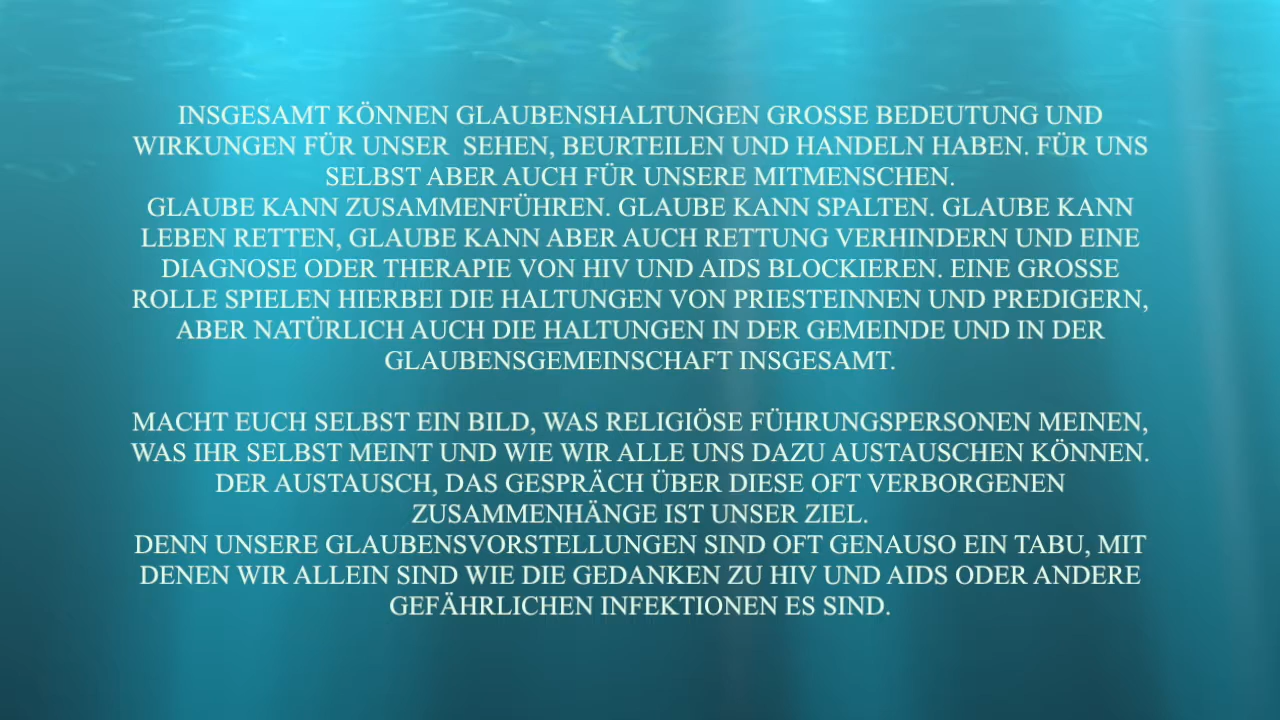 INSGESAMT KÖNNEN GLAUBENSHALTUNGEN GROSSE BEDEUTUNG UND
WIRKUNGEN FÜR UNSER  SEHEN, BEURTEILEN UND HANDELN HABEN. FÜR UNS
SELBST ABER AUCH FÜR UNSERE MITMENSCHEN.
GLAUBE KANN ZUSAMMENFÜHREN. GLAUBE KANN SPALTEN. GLAUBE KANN
LEBEN RETTEN, GLAUBE KANN ABER AUCH RETTUNG VERHINDERN UND EINE
DIAGNOSE ODER THERAPIE VON HIV UND AIDS BLOCKIEREN. EINE GROSSE
ROLLE SPIELEN HIERBEI DIE HALTUNGEN VON PRIESTEINNEN UND PREDIGERN,
ABER NATÜRLICH AUCH DIE HALTUNGEN IN DER GEMEINDE UND IN DER
GLAUBENSGEMEINSCHAFT INSGESAMT.
MACHT EUCH SELBST EIN BILD, WAS RELIGIÖSE FÜHRUNGSPERSONEN MEINEN,
WAS IHR SELBST MEINT UND WIE WIR ALLE UNS DAZU AUSTAUSCHEN KÖNNEN.
DER AUSTAUSCH, DAS GESPRÄCH ÜBER DIESE OFT VERBORGENEN
ZUSAMMENHÄNGE IST UNSER ZIEL.
DENN UNSERE GLAUBENSVORSTELLUNGEN SIND OFT GENAUSO EIN TABU, MIT
DENEN WIR ALLEIN SIND WIE DIE GEDANKEN ZU HIV UND AIDS ODER ANDERE
GEFÄHRLICHEN INFEKTIONEN ES SIND.